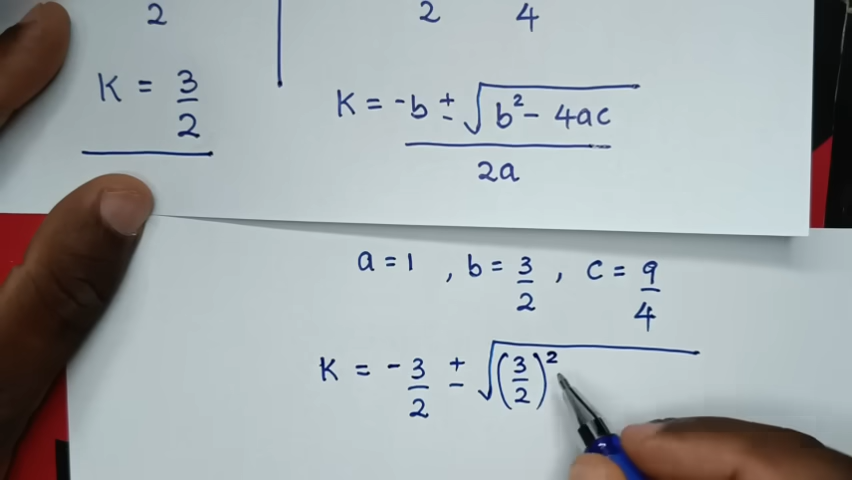 2
2 4
K = 3/2
K = -b ± √(b² - 4ac) / 2a
a = 1 , b = 3/2 , c = 9/4
K = - 3/2 ± √((3/2)²